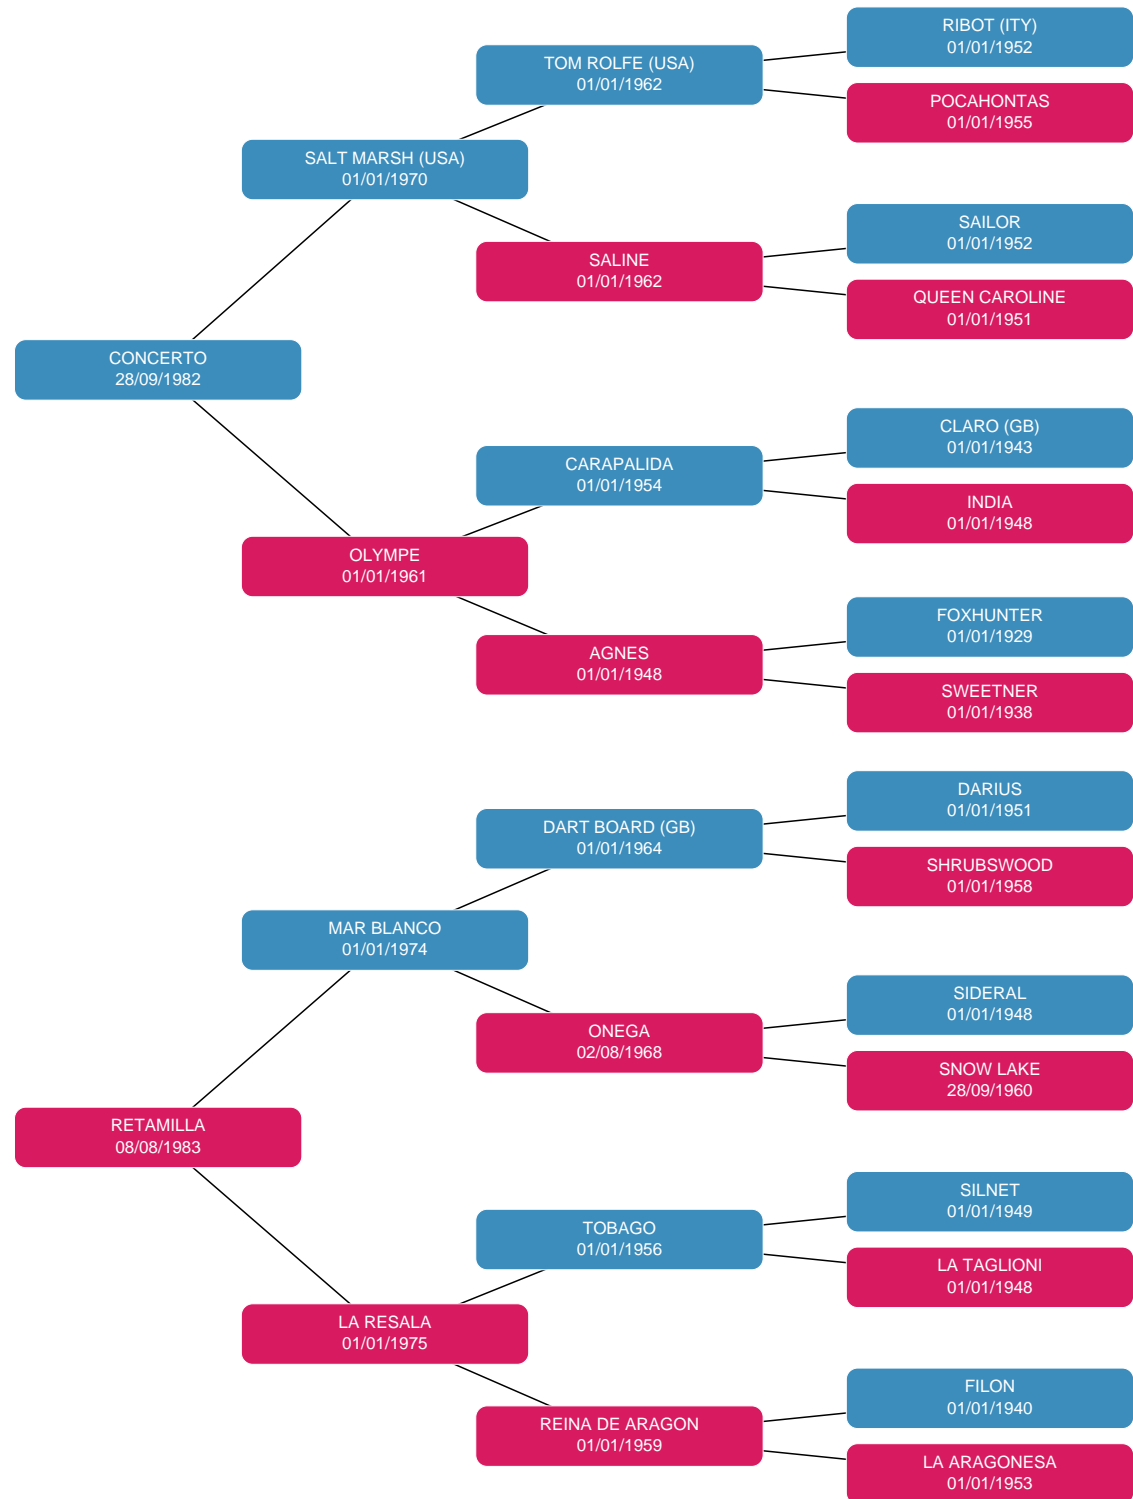 RIBOT (ITY)
01/01/1952
TOM ROLFE (USA)
01/01/1962
POCAHONTAS
01/01/1955
SALT MARSH (USA)
01/01/1970
SAILOR
01/01/1952
SALINE
01/01/1962
QUEEN CAROLINE
01/01/1951
CONCERTO
28/09/1982
CLARO (GB)
01/01/1943
CARAPALIDA
01/01/1954
INDIA
01/01/1948
OLYMPE
01/01/1961
FOXHUNTER
01/01/1929
AGNES
01/01/1948
SWEETNER
01/01/1938
DARIUS
01/01/1951
DART BOARD (GB)
01/01/1964
SHRUBSWOOD
01/01/1958
MAR BLANCO
01/01/1974
SIDERAL
01/01/1948
ONEGA
02/08/1968
SNOW LAKE
28/09/1960
RETAMILLA
08/08/1983
SILNET
01/01/1949
TOBAGO
01/01/1956
LA TAGLIONI
01/01/1948
LA RESALA
01/01/1975
FILON
01/01/1940
REINA DE ARAGON
01/01/1959
LA ARAGONESA
01/01/1953